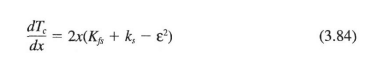 dT_c/dx = 2x(K_fs + k_s − ε²) (3.84)